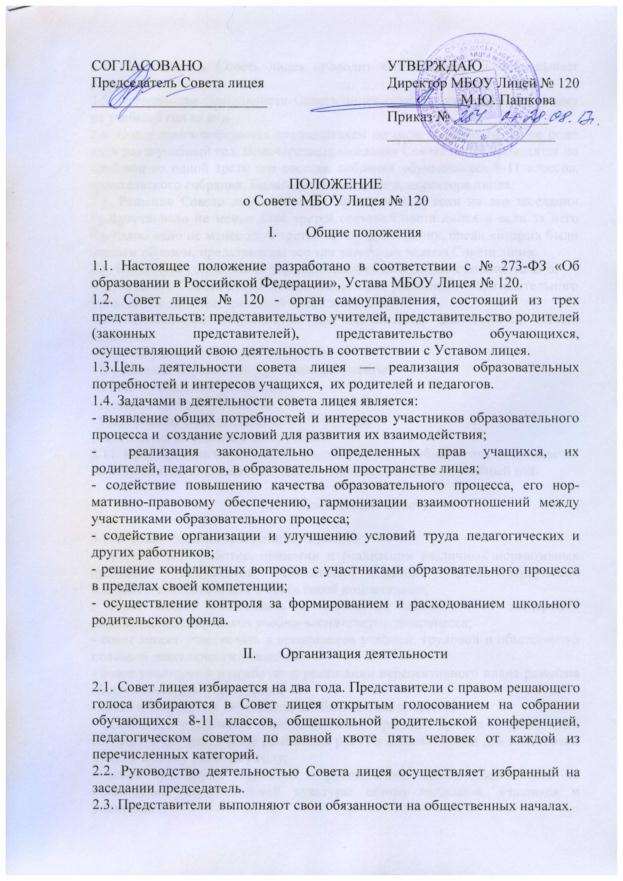 СОГЛАСОВАНО
Председатель Совета лицея
УТВЕРЖДАЮ
Директор МБОУ Лицей № 120
М.Ю. Пашкова
Приказ №
ПОЛОЖЕНИЕ
о Совете МБОУ Лицея № 120
I. Общие положения
1.1. Настоящее положение разработано в соответствии с № 273-ФЗ «Об
образовании в Российской Федерации», Устава МБОУ Лицея № 120.
1.2. Совет лицея № 120 - орган самоуправления, состоящий из трех
представительств: представительство учителей, представительство родителей
(законных представителей), представительство обучающихся,
осуществляющий свою деятельность в соответствии с Уставом лицея.
1.3.Цель деятельности совета лицея — реализация образовательных
потребностей и интересов учащихся, их родителей и педагогов.
1.4. Задачами в деятельности совета лицея является:
- выявление общих потребностей и интересов участников образовательного
процесса и создание условий для развития их взаимодействия;
- реализация законодательно определенных прав учащихся, их
родителей, педагогов, в образовательном пространстве лицея;
- содействие повышению качества образовательного процесса, его нор-
мативно-правовому обеспечению, гармонизации взаимоотношений между
участниками образовательного процесса;
- содействие организации и улучшению условий труда педагогических и
других работников;
- решение конфликтных вопросов с участниками образовательного процесса
в пределах своей компетенции;
- осуществление контроля за формированием и расходованием школьного
родительского фонда.
II. Организация деятельности
2.1. Совет лицея избирается на два года. Представители с правом решающего
голоса избираются в Совет лицея открытым голосованием на собрании
обучающихся 8-11 классов, общешкольной родительской конференцией,
педагогическом советом по равной квоте пять человек от каждой из
перечисленных категорий.
2.2. Руководство деятельностью Совета лицея осуществляет избранный на
заседании председатель.
2.3. Представители выполняют свои обязанности на общественных началах.